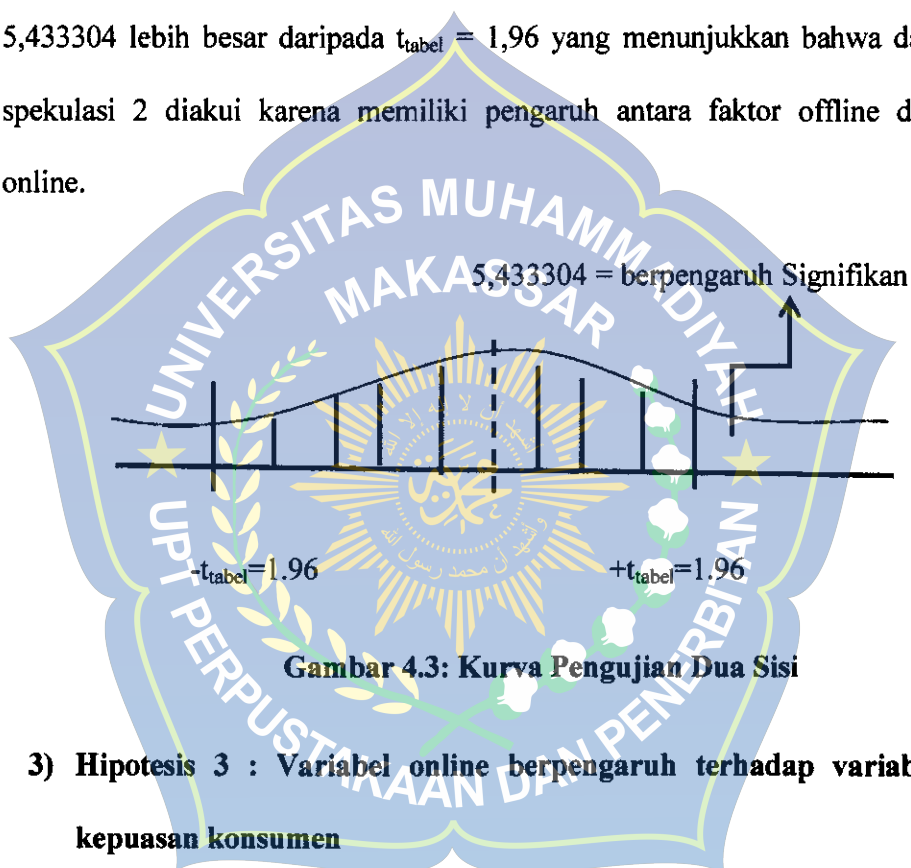 5,433304 lebih besar daripada ttabel = 1,96 yang menunjukkan bahwa
spekulasi 2 diakui karena memiliki pengaruh antara faktor offline
online.
UNIVERSITAS MUHAMMADIYAH
MAKASSAR
5,433304 = berpengaruh Signifikan
-ttabel=1.96
+ttabel=1.96
Gambar 4.3: Kurva Pengujian Dua Sisi
3) Hipotesis 3 : Variabel online berpengaruh terhadap
kepuasan konsumen
UPT PERPUSTAKAAN DAN PENERBITAN